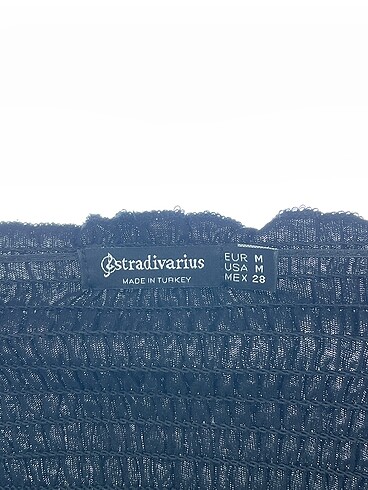 stradivarius
MADE IN TURKEY
EUR M
USA M
MEX 28